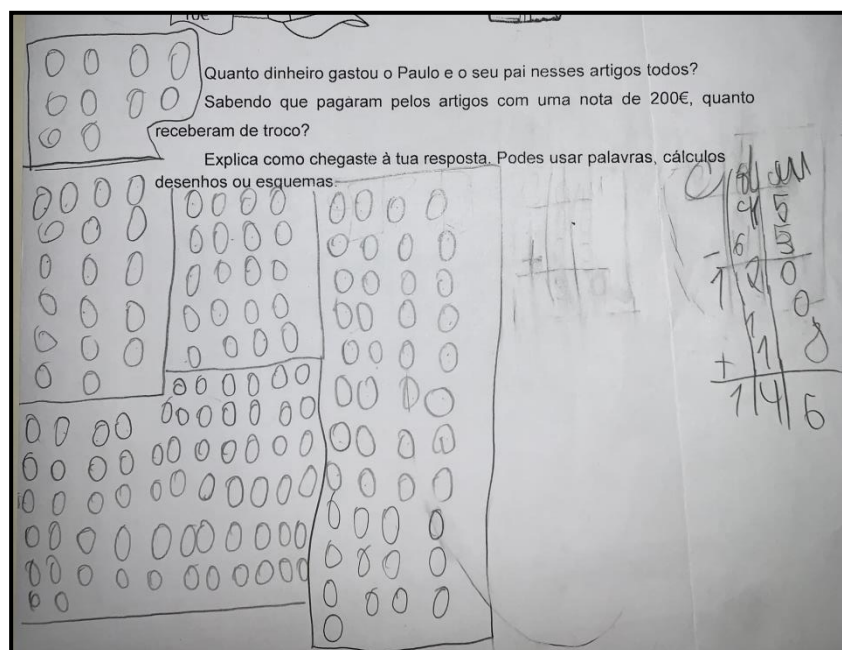 10€
Quanto dinheiro gastou o Paulo e o seu pai nesses artigos todos?
Sabendo que pagaram pelos artigos com uma nota de 200€, quanto
receberam de troco?
Explica como chegaste à tua resposta. Podes usar palavras, cálculos
desenhos ou esquemas.
C d u
4 5
- 6 3
1 2 0
0
1
+ 1 8
1 4 6